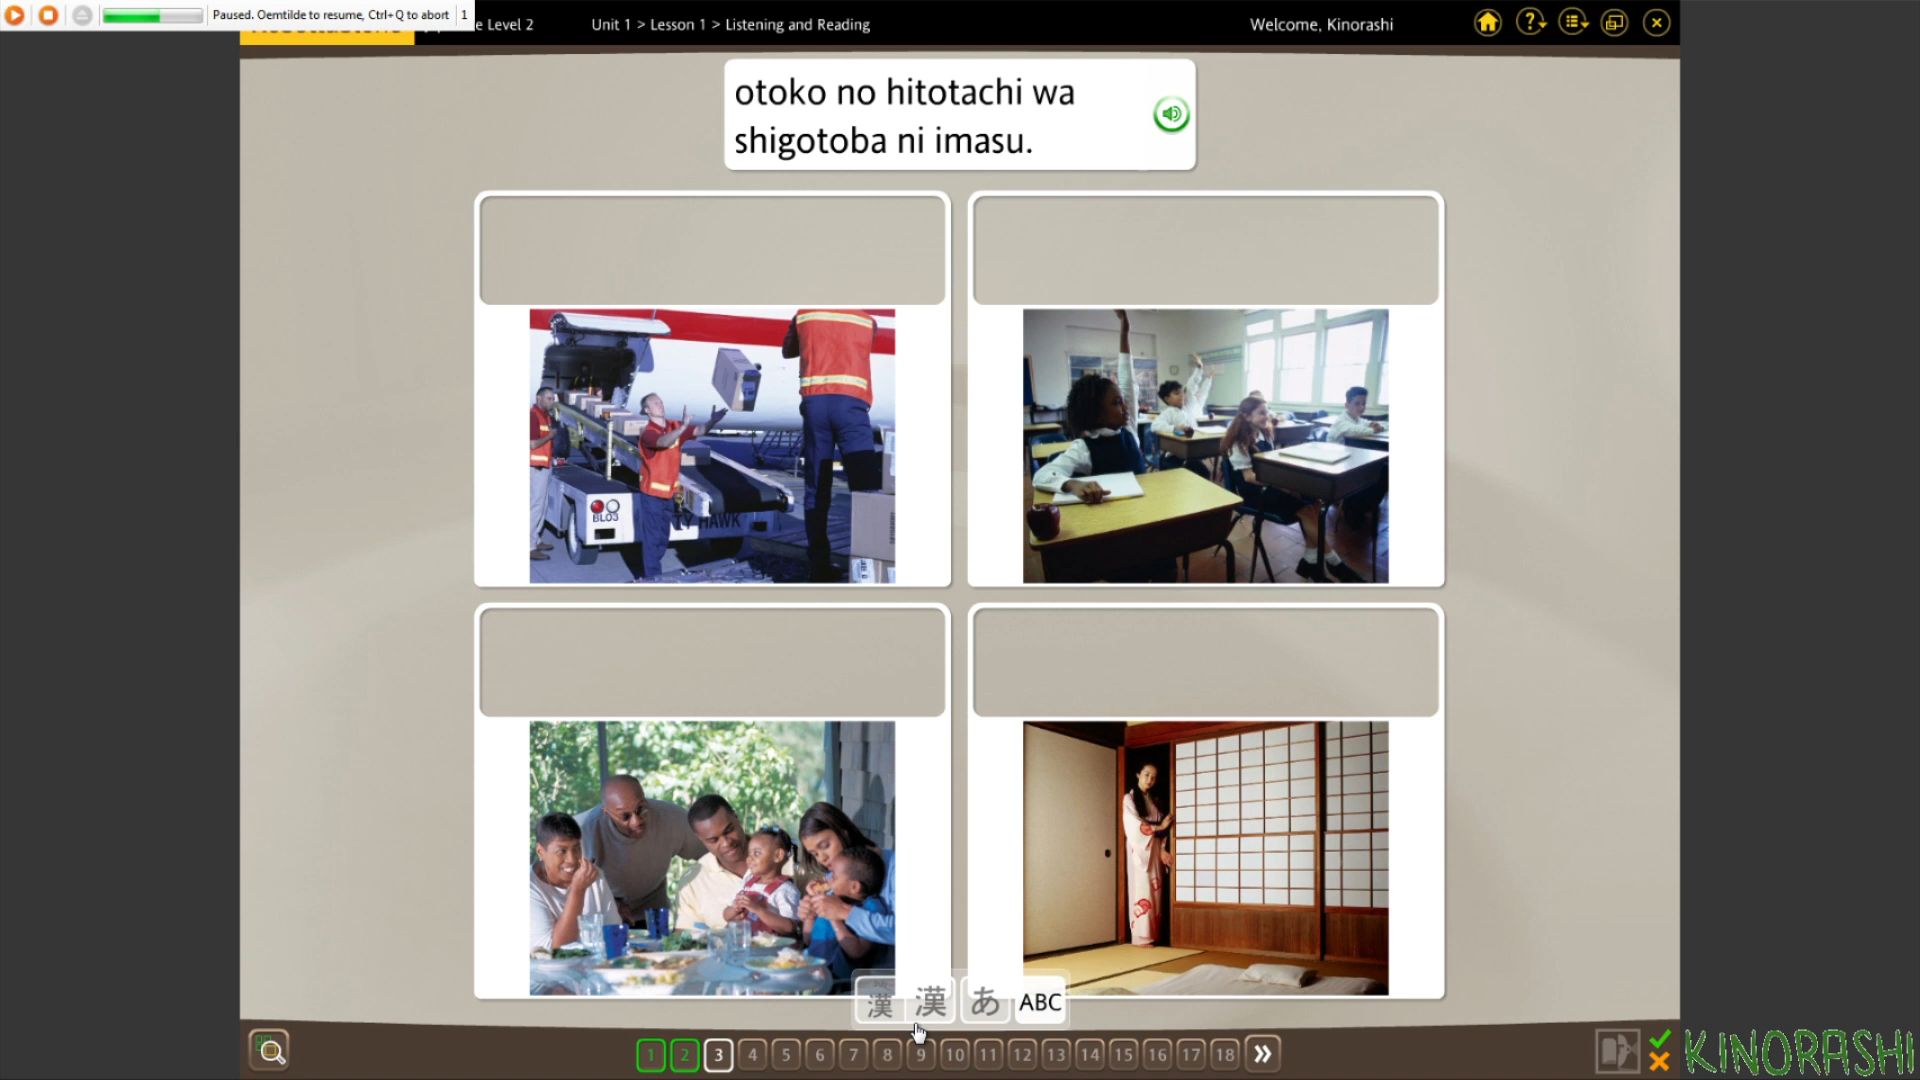 Paused. Oemtilde to resume, Ctrl+Q to abort 1
e Level 2
Unit 1 > Lesson 1 > Listening and Reading
Welcome, Kinorashi
otoko no hitotachi wa
shigotoba ni imasu.
BL03
TY HAWK
漢 漢 あ ABC
1 2 3 4 5 6 7 8 9 10 11 12 13 14 15 16 17 18
KINORASHI